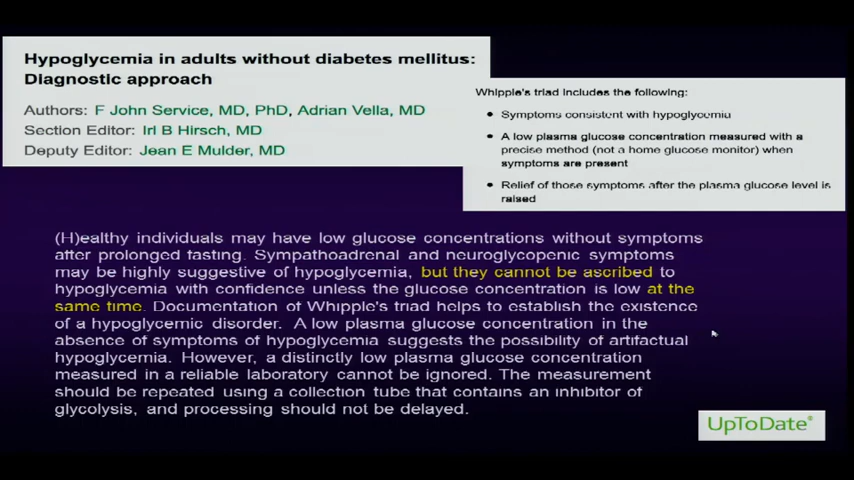 Hypoglycemia in adults without diabetes mellitus:
Diagnostic approach
Authors: F John Service, MD, PhD, Adrian Vella, MD
Section Editor: Irl B Hirsch, MD
Deputy Editor: Jean E Mulder, MD
Whipple's triad includes the following:
• Symptoms consistent with hypoglycemia
• A low plasma glucose concentration measured with a
precise method (not a home glucose monitor) when
symptoms are present
• Relief of those symptoms after the plasma glucose level is
raised
(H)ealthy individuals may have low glucose concentrations without symptoms
after prolonged fasting. Sympathoadrenal and neuroglycopenic symptoms
may be highly suggestive of hypoglycemia, but they cannot be ascribed to
hypoglycemia with confidence unless the glucose concentration is low at the
same time. Documentation of Whipple's triad helps to establish the existence
of a hypoglycemic disorder. A low plasma glucose concentration in the
absence of symptoms of hypoglycemia suggests the possibility of artifactual
hypoglycemia. However, a distinctly low plasma glucose concentration
measured in a reliable laboratory cannot be ignored. The measurement
should be repeated using a collection tube that contains an inhibitor of
glycolysis, and processing should not be delayed.
UpToDate®